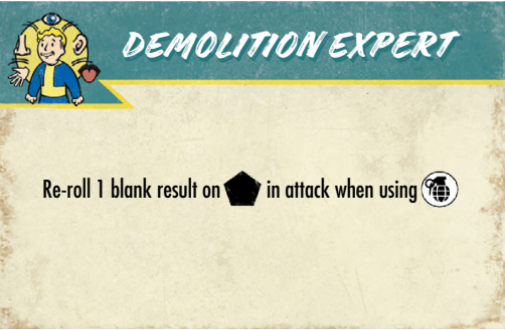 DEMOLITION EXPERT
Re-roll 1 blank result on in attack when using